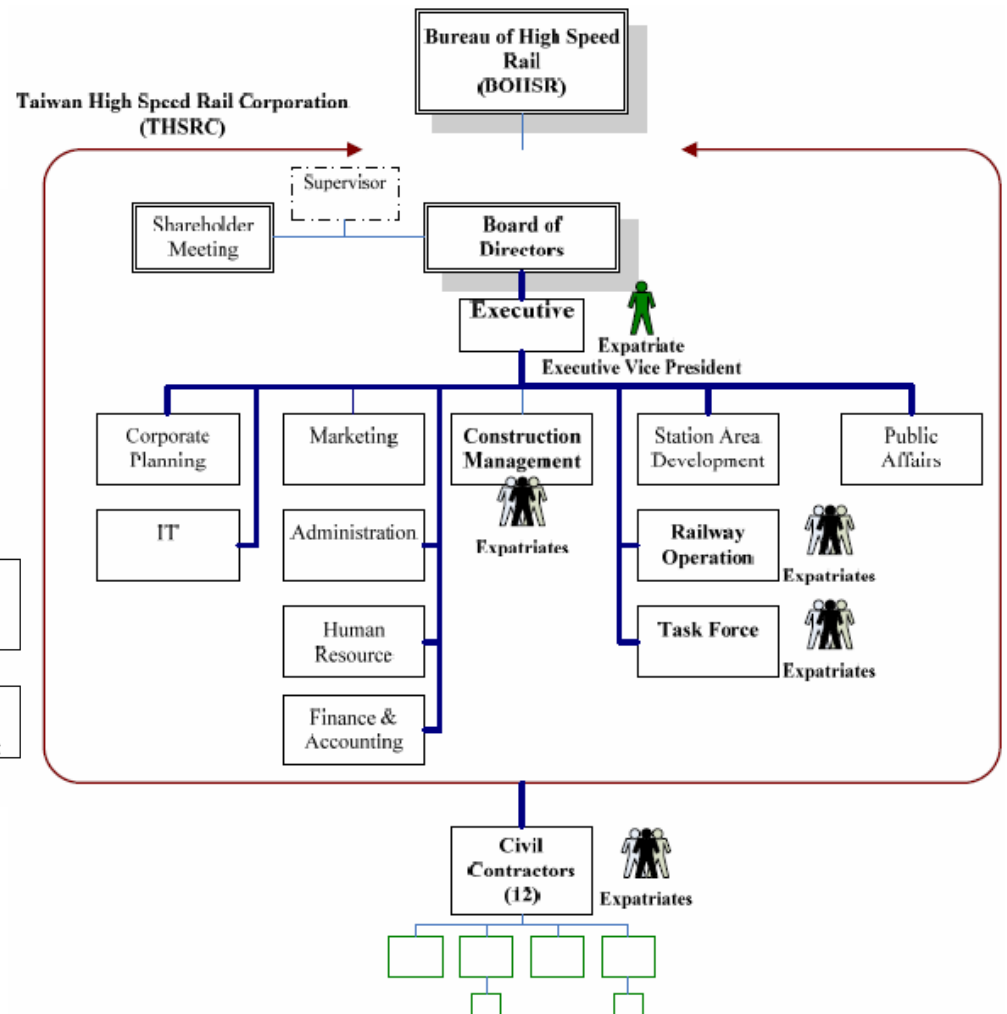 Bureau of High Speed
Rail
(BOHSR)
Taiwan High Speed Rail Corporation
(THSRC)
Supervisor
Shareholder
Meeting
Board of
Directors
Executive
Expatriate
Executive Vice President
Corporate
Planning
Marketing
Construction
Management
Station Area
Development
Public
Affairs
IT
Administration
Expatriates
Railway
Operation
Expatriates
Human
Resource
Task Force
Expatriates
Finance &
Accounting
Civil
Contractors
(12)
Expatriates